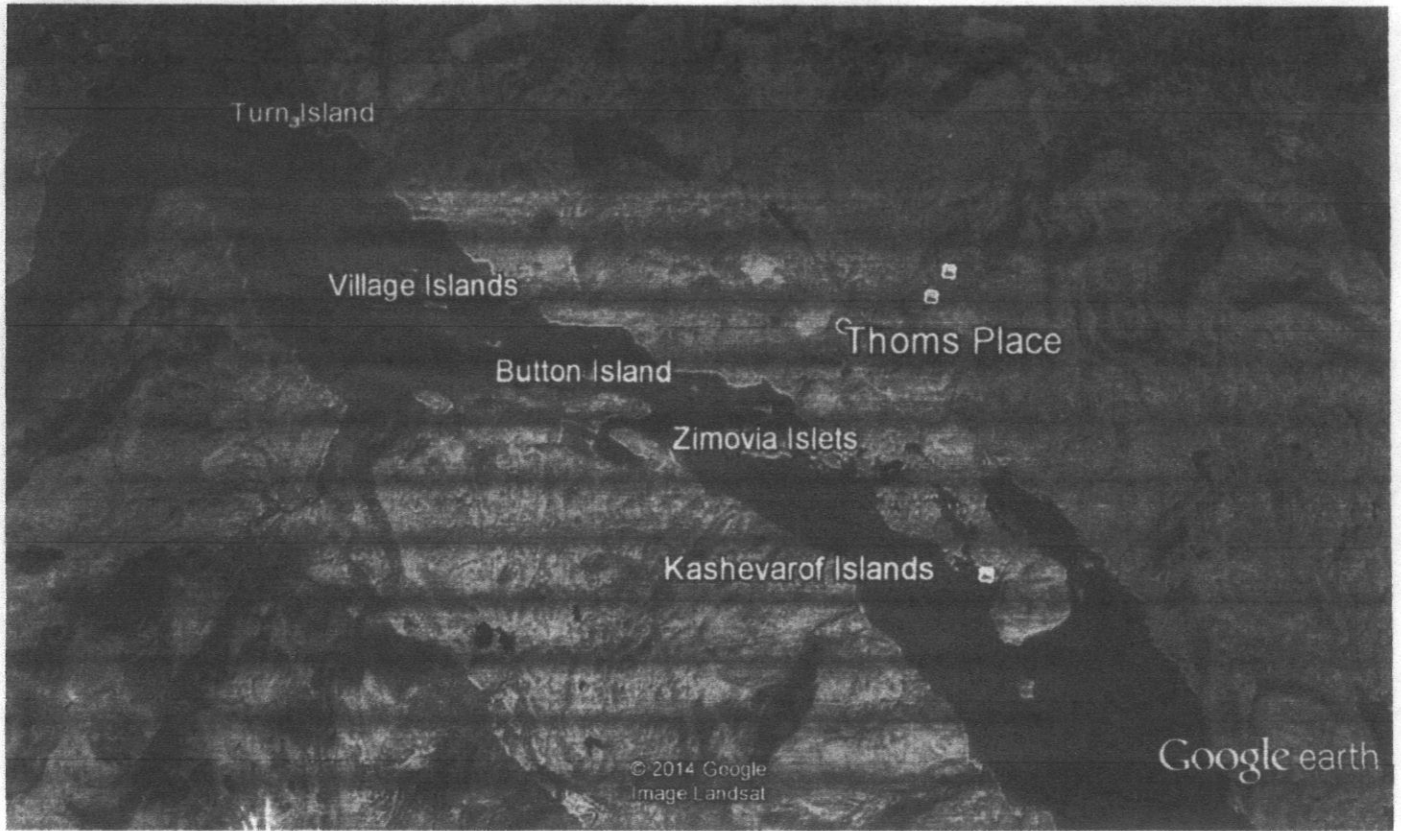 Turn Island
Village Islands
Thoms Place
Button Island
Zimovia Islets
Kashevarof Islands
Google earth
© 2014 Google
Image Landsat